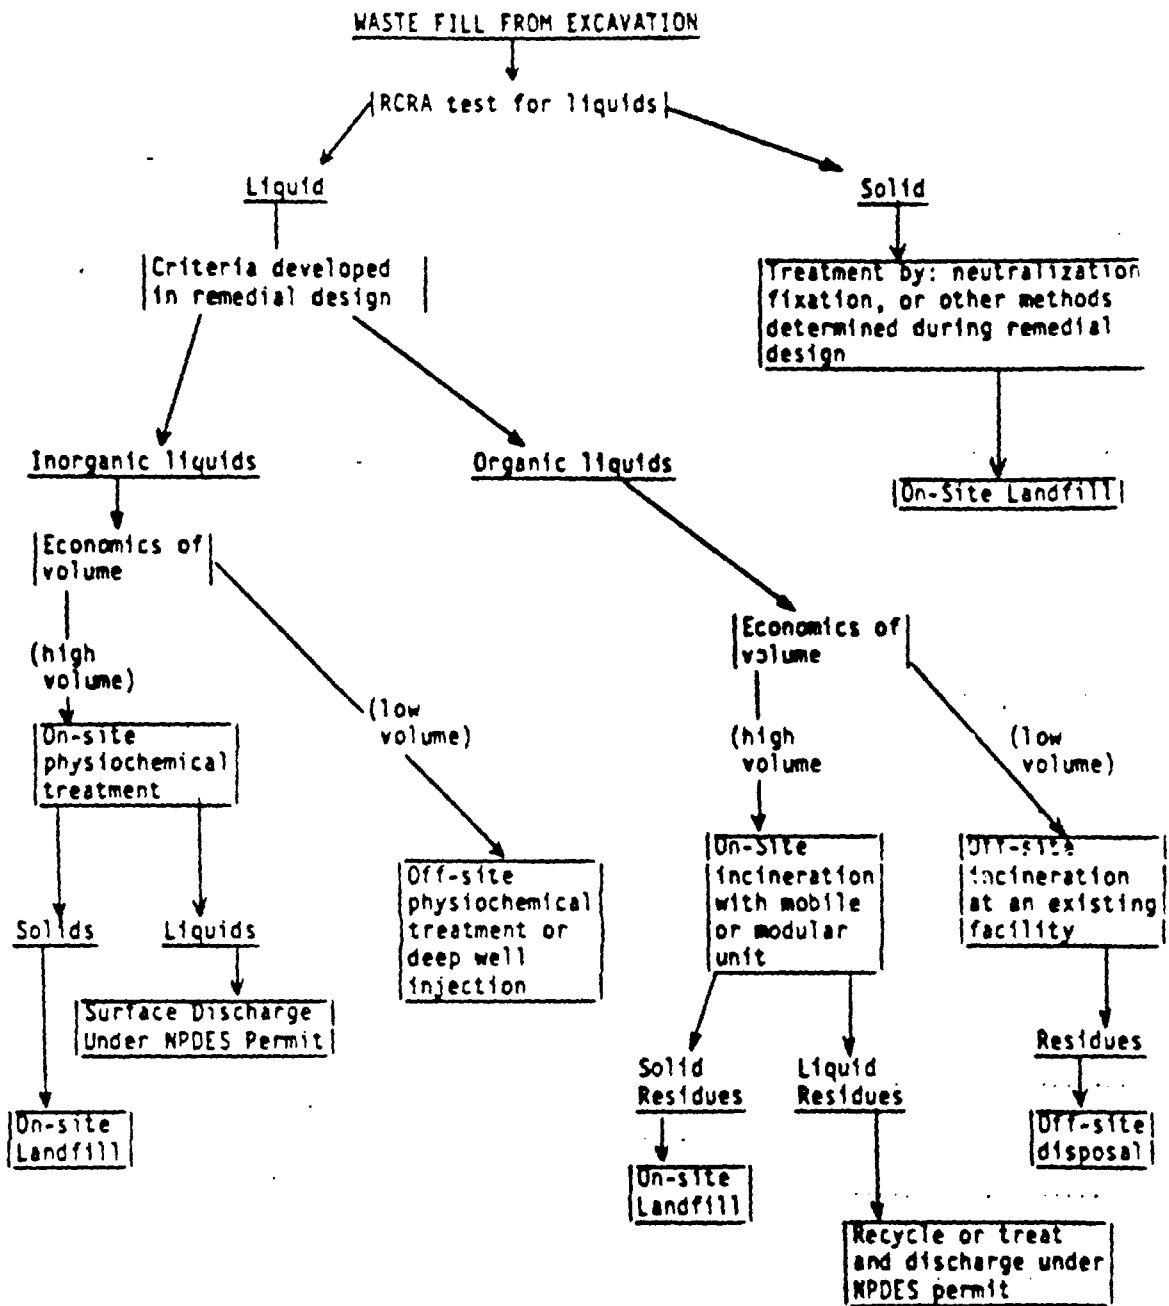 WASTE FILL FROM EXCAVATION
RCRA test for liquids
Liquid
Solid
Criteria developed
in remedial design
Treatment by: neutralization
fixation, or other methods
determined during remedial
design
Inorganic liquids
Organic liquids
On-Site Landfill
Economics of
volume
(high
volume)
(low
volume)
Economics of
volume
(high
volume
(low
volume)
On-site
physiochemical
treatment
Solids
Liquids
Surface Discharge
Under NPDES Permit
On-site
Landfill
Off-site
physiochemical
treatment or
deep well
injection
On-Site
incineration
with mobile
or modular
unit
Off-site
incineration
at an existing
facility
Solid
Residues
Liquid
Residues
Residues
On-site
Landfill
Off-site
disposal
Recycle or treat
and discharge under
NPDES permit